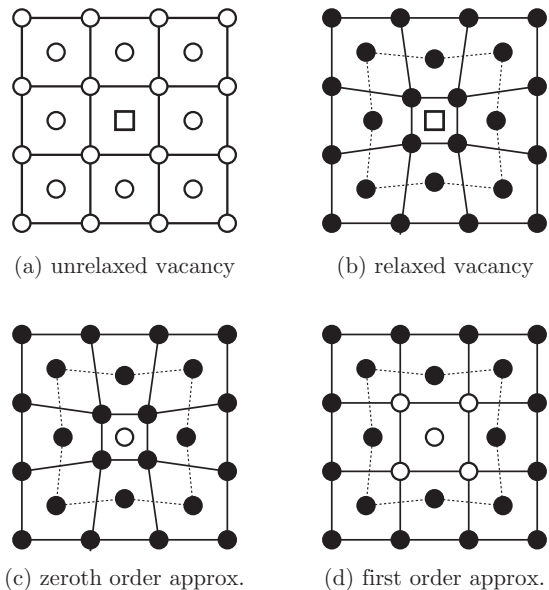 (a) unrelaxed vacancy
(b) relaxed vacancy
(c) zeroth order approx.
(d) first order approx.